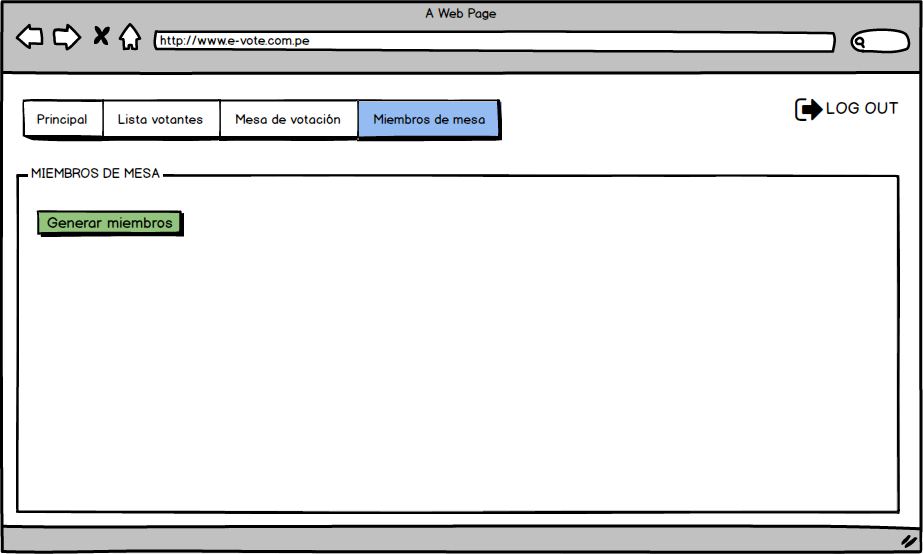 A Web Page
http://www.e-vote.com.pe
Principal
Lista votantes
Mesa de votación
Miembros de mesa
LOG OUT
MIEMBROS DE MESA
Generar miembros